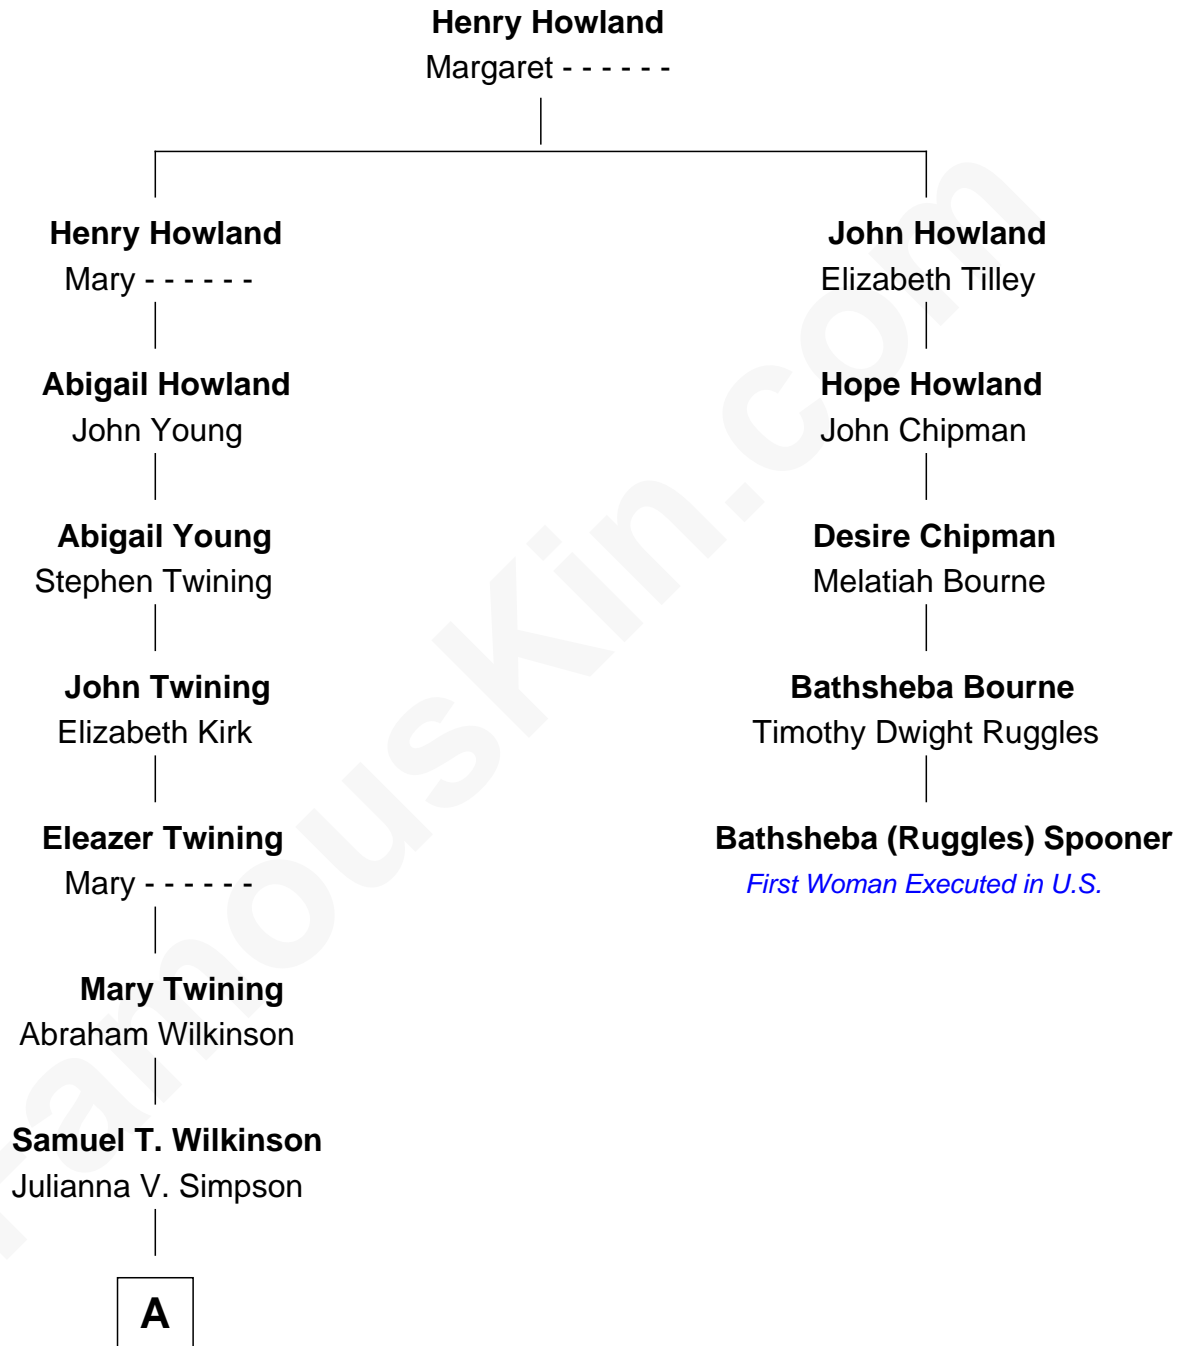 Henry Howland
Margaret - - - - - -
Henry Howland
Mary - - - - - -
Abigail Howland
John Young
Abigail Young
Stephen Twining
John Twining
Elizabeth Kirk
Eleazer Twining
Mary - - - - - -
Mary Twining
Abraham Wilkinson
Samuel T. Wilkinson
Julianna V. Simpson
A
John Howland
Elizabeth Tilley
Hope Howland
John Chipman
Desire Chipman
Melatiah Bourne
Bathsheba Bourne
Timothy Dwight Ruggles
Bathsheba (Ruggles) Spooner
First Woman Executed in U.S.
FamousKin.com